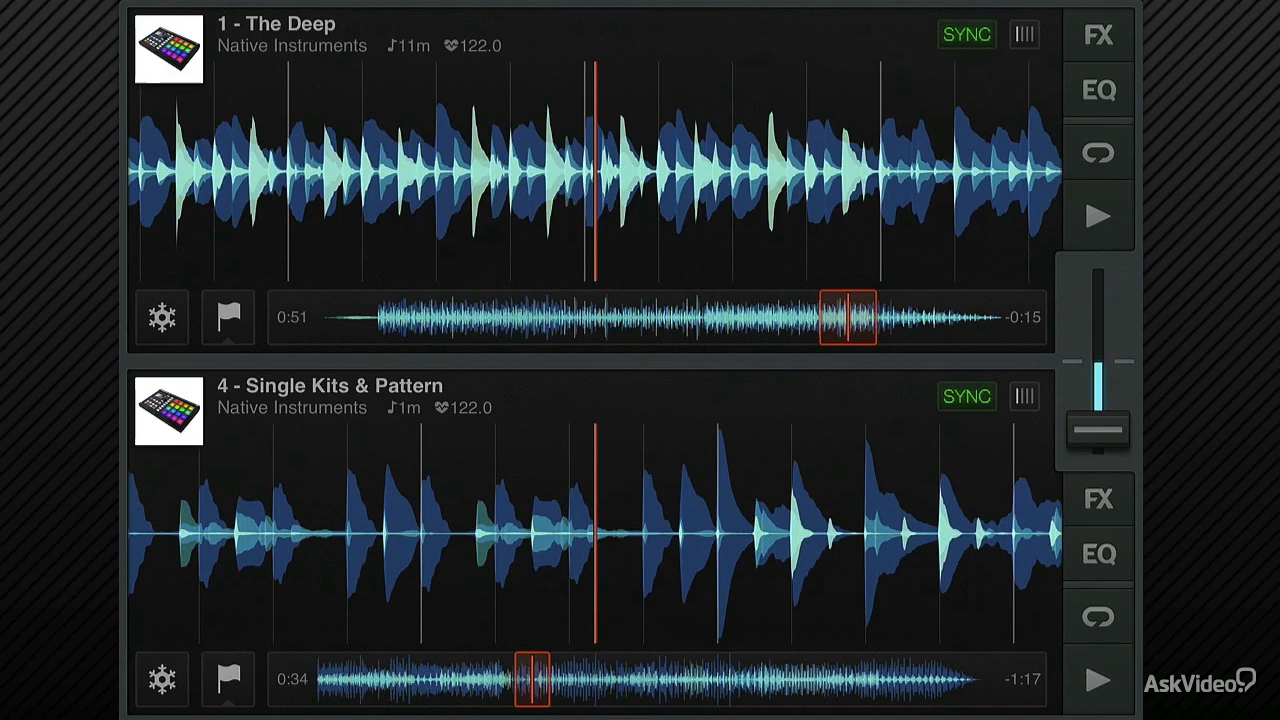 1 - The Deep
Native Instruments ♪11m 122.0
SYNC
FX
EQ
0:51
-0:15
4 - Single Kits & Pattern
Native Instruments ♪1m 122.0
SYNC
FX
EQ
0:34
-1:17
AskVideo